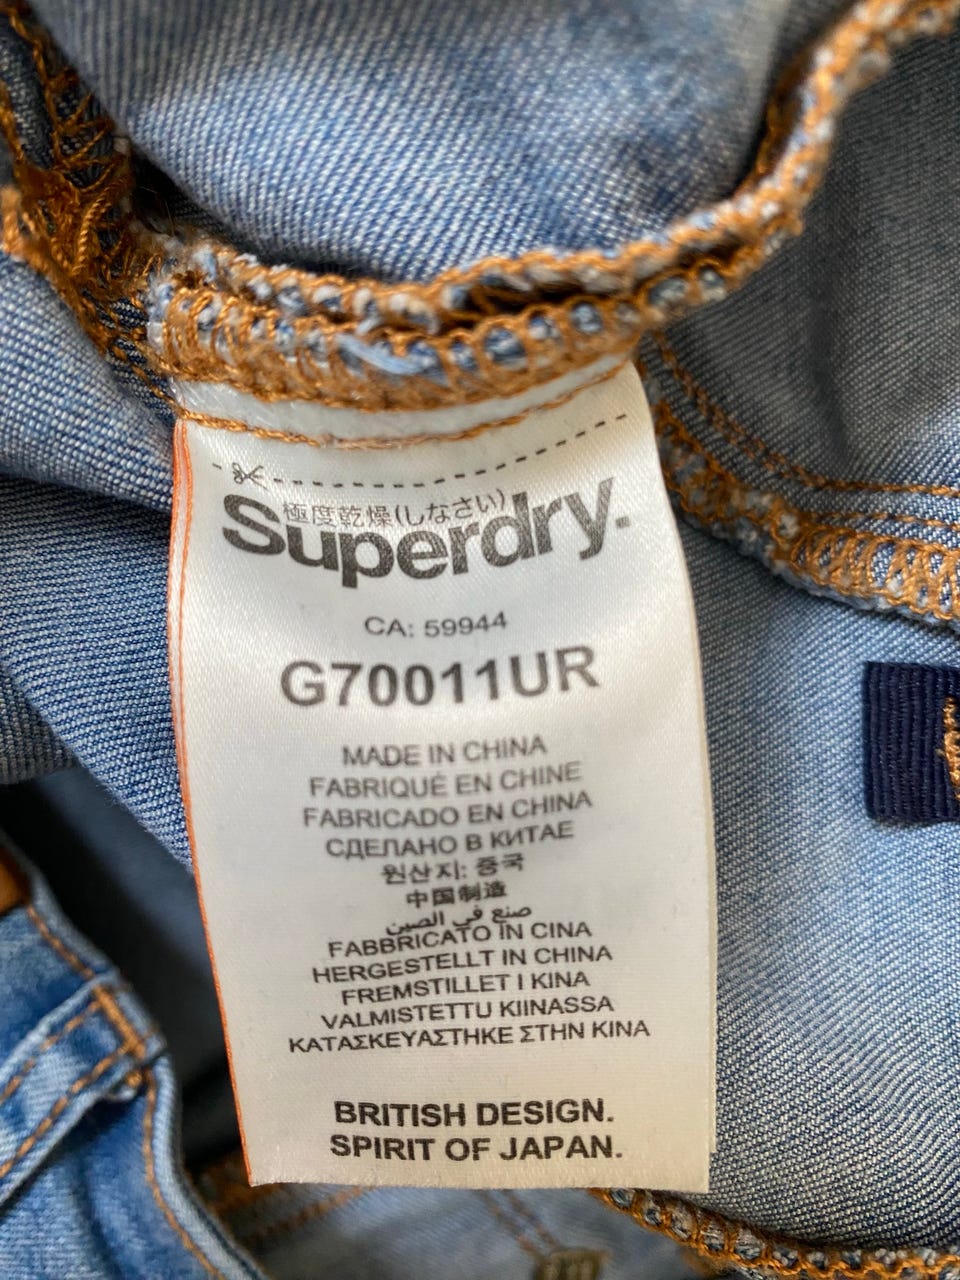 極度乾燥(しなさい)
Superdry.
CA: 59944
G70011UR
MADE IN CHINA
FABRIQUÉ EN CHINE
FABRICADO EN CHINA
СДЕЛАНО В КИТАЕ
원산지: 중국
中国制造
صنع في الصين
FABBRICATO IN CINA
HERGESTELLT IN CHINA
FREMSTILLET I KINA
VALMISTETTU KIINASSA
ΚΑΤΑΣΚΕΥΑΣΤΗΚΕ ΣΤΗΝ ΚΙΝΑ
BRITISH DESIGN.
SPIRIT OF JAPAN.